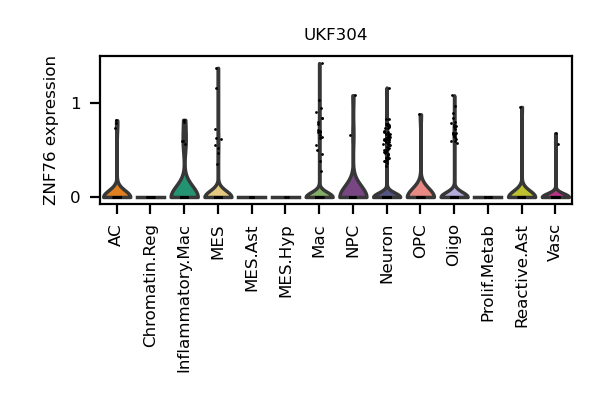 UKF304
ZNF76 expression
1
0
AC
Chromatin.Reg
Inflammatory.Mac
MES
MES.Ast
MES.Hyp
Mac
NPC
Neuron
OPC
Oligo
Prolif.Metab
Reactive.Ast
Vasc